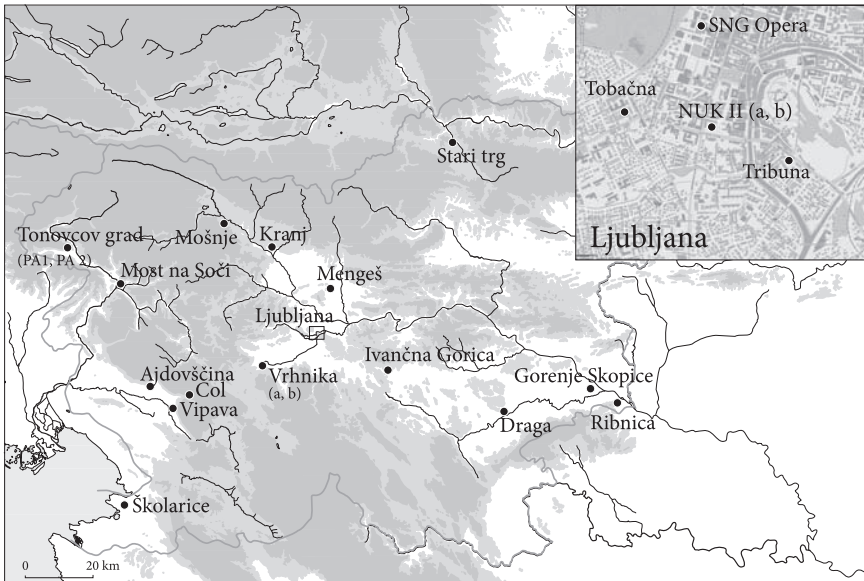 SNG Opera
Tobačna
NUK II (a, b)
Tribuna
Ljubljana
Stari trg
Tonovcov grad
(PA1, PA 2)
Mošnje
Kranj
Most na Soči
Mengeš
Ljubljana
Ivančna Gorica
Vrhnika
(a, b)
Ajdovščina
Col
Vipava
Gorenje Skopice
Draga
Ribnica
Školarice
0 20 km